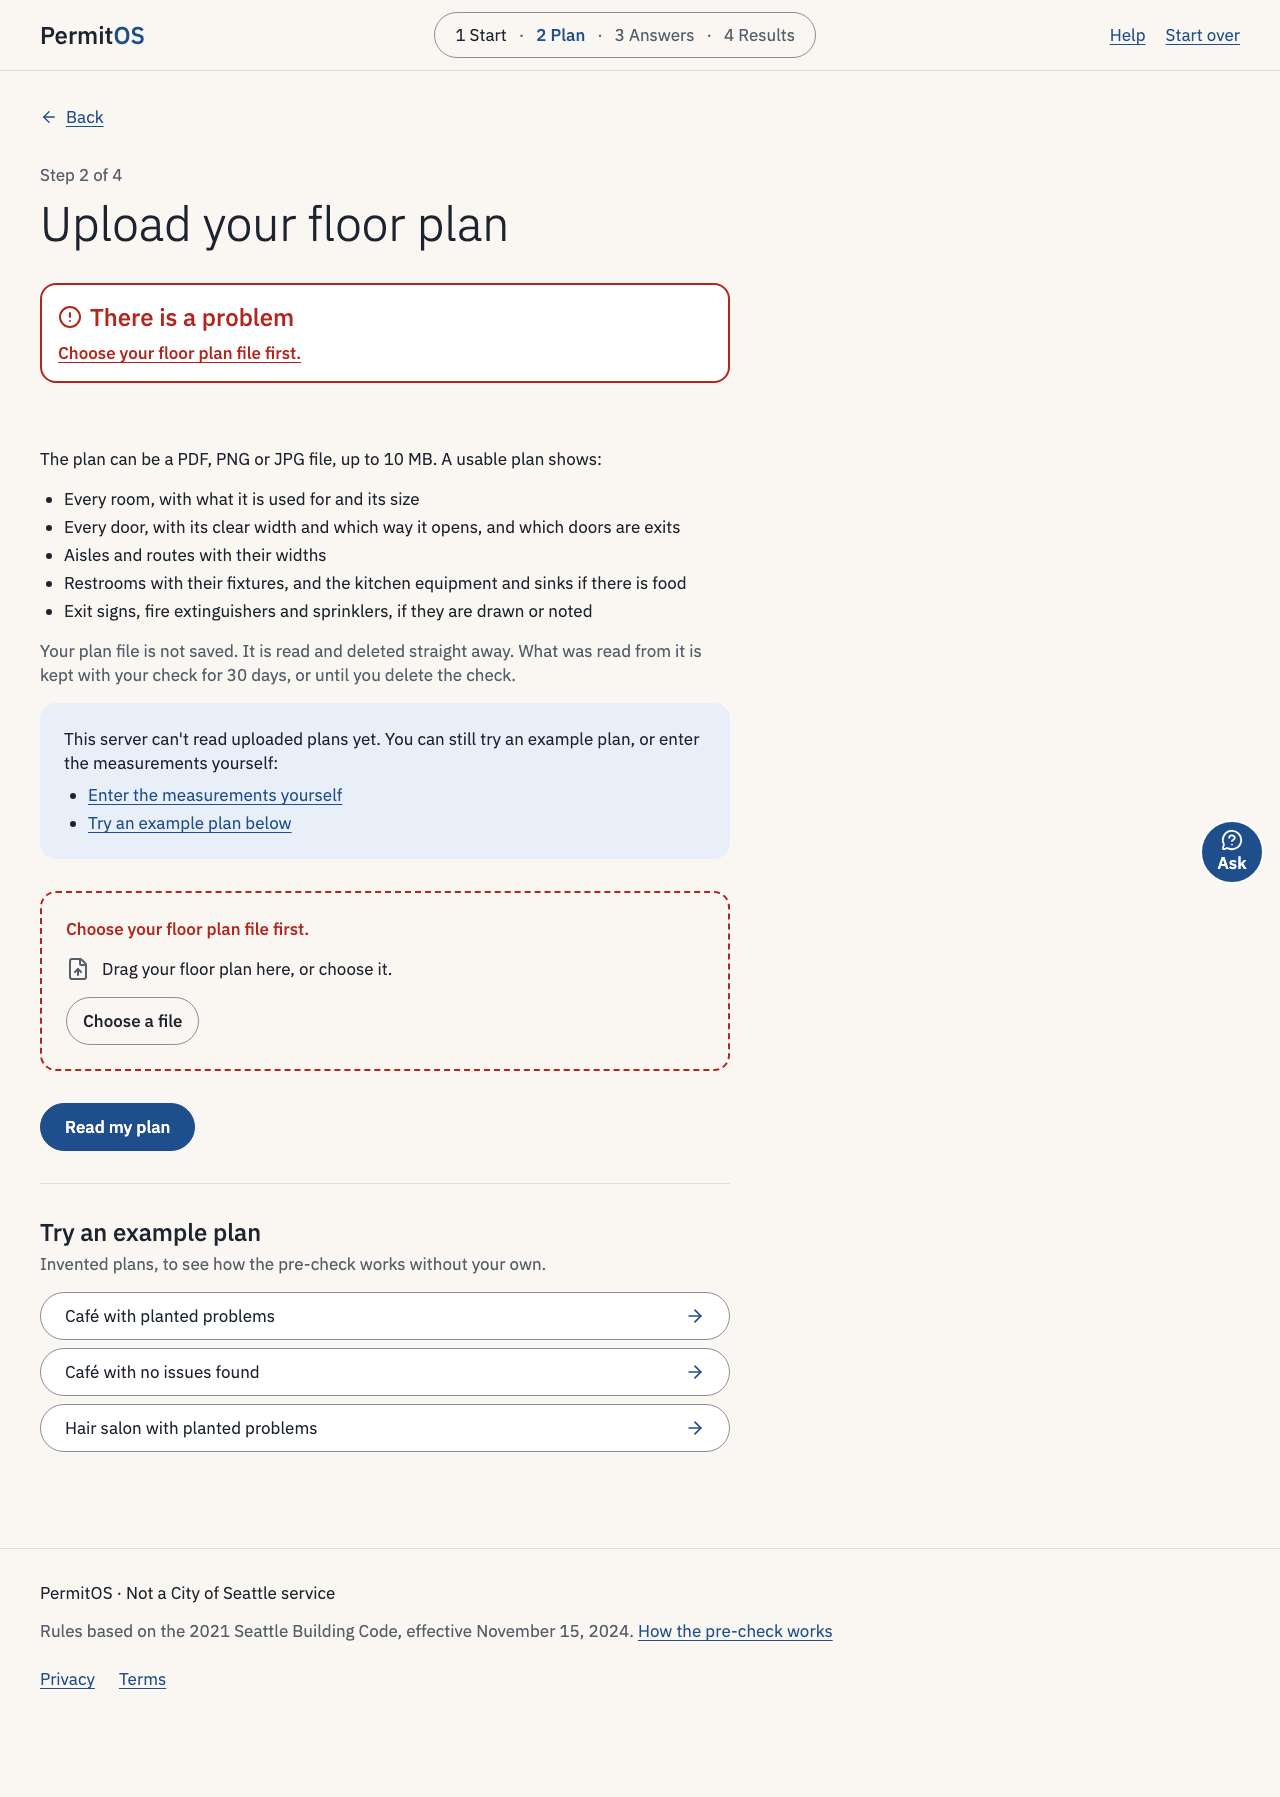 PermitOS
1 Start · 2 Plan · 3 Answers · 4 Results
Help Start over
Back
Step 2 of 4
Upload your floor plan
There is a problem
Choose your floor plan file first.
The plan can be a PDF, PNG or JPG file, up to 10 MB. A usable plan shows:
• Every room, with what it is used for and its size
• Every door, with its clear width and which way it opens, and which doors are exits
• Aisles and routes with their widths
• Restrooms with their fixtures, and the kitchen equipment and sinks if there is food
• Exit signs, fire extinguishers and sprinklers, if they are drawn or noted
Your plan file is not saved. It is read and deleted straight away. What was read from it is
kept with your check for 30 days, or until you delete the check.
This server can't read uploaded plans yet. You can still try an example plan, or enter
the measurements yourself:
• Enter the measurements yourself
• Try an example plan below
Ask
Choose your floor plan file first.
Drag your floor plan here, or choose it.
Choose a file
Read my plan
Try an example plan
Invented plans, to see how the pre-check works without your own.
Café with planted problems
Café with no issues found
Hair salon with planted problems
PermitOS · Not a City of Seattle service
Rules based on the 2021 Seattle Building Code, effective November 15, 2024. How the pre-check works
Privacy Terms